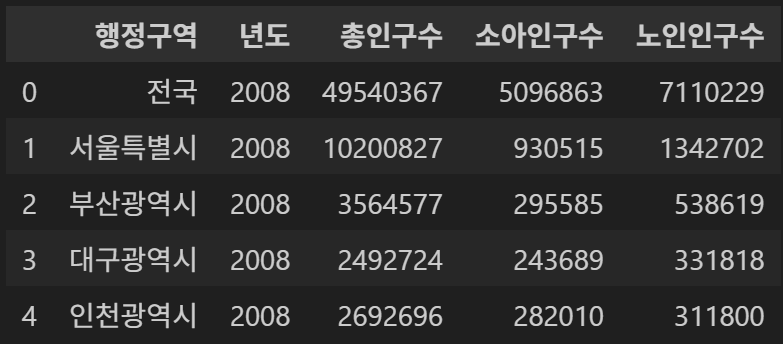 행정구역 년도 총인구수 소아인구수 노인인구수
0 전국 2008 49540367 5096863 7110229
1 서울특별시 2008 10200827 930515 1342702
2 부산광역시 2008 3564577 295585 538619
3 대구광역시 2008 2492724 243689 331818
4 인천광역시 2008 2692696 282010 311800